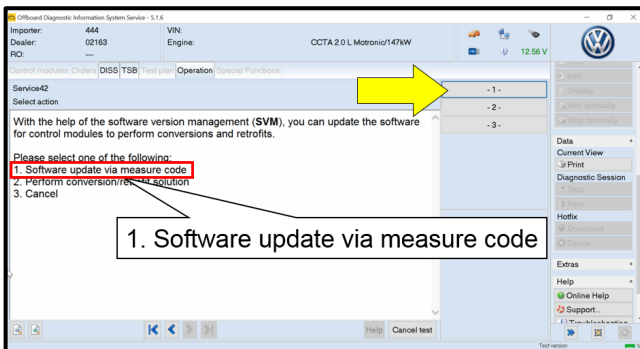 Offboard Diagnostic Information System Service - 5.1.6
Importer: 444 VIN:
Dealer: 02163 Engine: CCTA 2.0 L Motronic/147kW
RO: ---
12.56 V
Control modules Orders DISS TSB Test plan Operation Special Functions
Service42
Select action
With the help of the software version management (SVM), you can update the software
for control modules to perform conversions and retrofits.
Please select one of the following:
1. Software update via measure code
2. Perform conversion/retrofit solution
3. Cancel
1. Software update via measure code
- 1 -
- 2 -
- 3 -
Help Cancel test
Add
Display
Add cyclically
Stop cyclically
Data
Current View
Print
Diagnostic Session
Stop
Next
Hotfix
Download
Delete
Extras
Help
Online Help
Support...
Test version